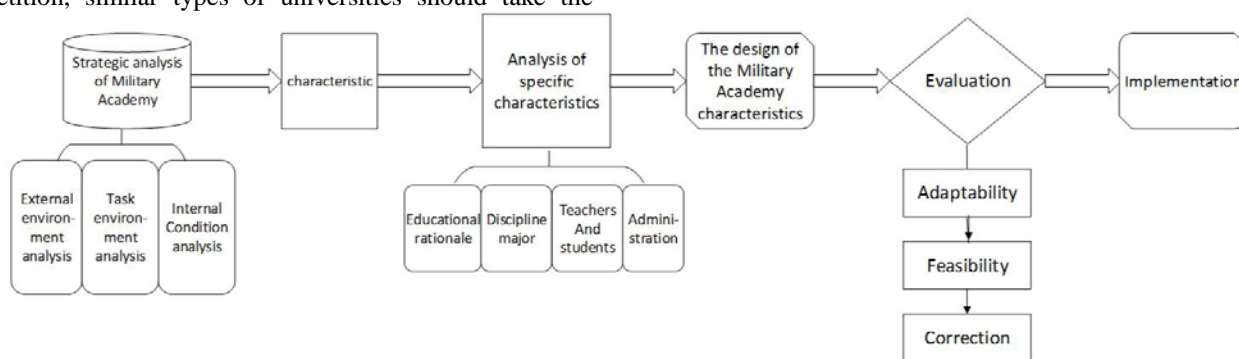 etition, similar types of universities should take the
Strategic analysis
of Military
Academy
characteristic
Analysis of
specific
characteristics
The design of
the Military
Academy
characteristics
Evaluation
Implementation
External
environ-
ment
analysis
Task
environ-
ment
analysis
Internal
Condition
analysis
Educational
rationale
Discipline
major
Teachers
And
students
Admini-
stration
Adaptability
Feasibility
Correction